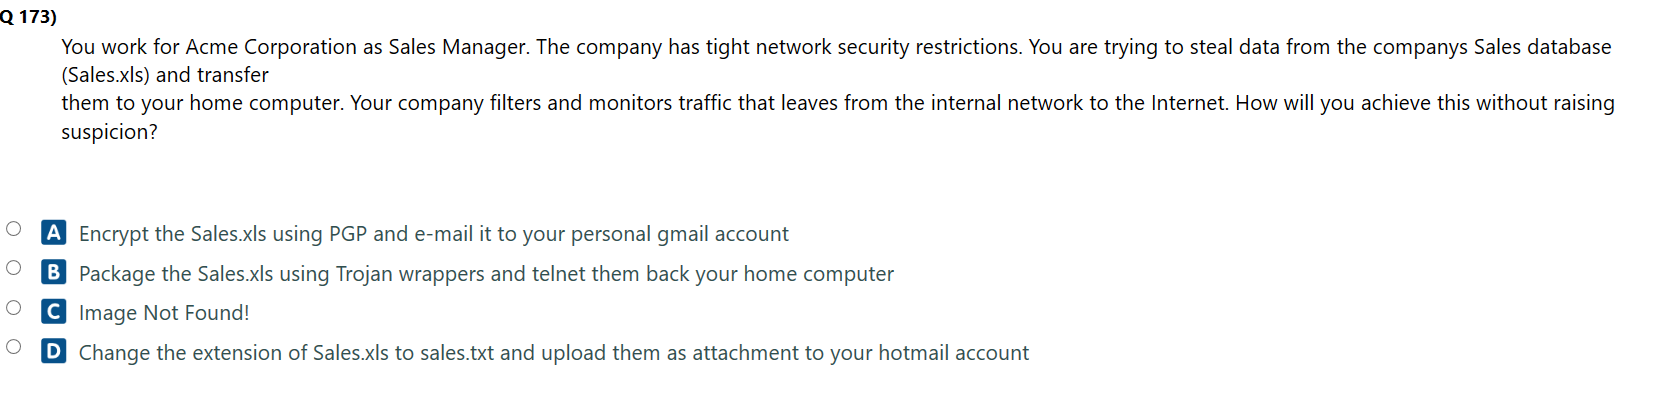 Q 173)
You work for Acme Corporation as Sales Manager. The company has tight network security restrictions. You are trying to steal data from the companys Sales database
(Sales.xls) and transfer
them to your home computer. Your company filters and monitors traffic that leaves from the internal network to the Internet. How will you achieve this without raising
suspicion?
A Encrypt the Sales.xls using PGP and e-mail it to your personal gmail account
B Package the Sales.xls using Trojan wrappers and telnet them back your home computer
C Image Not Found!
D Change the extension of Sales.xls to sales.txt and upload them as attachment to your hotmail account